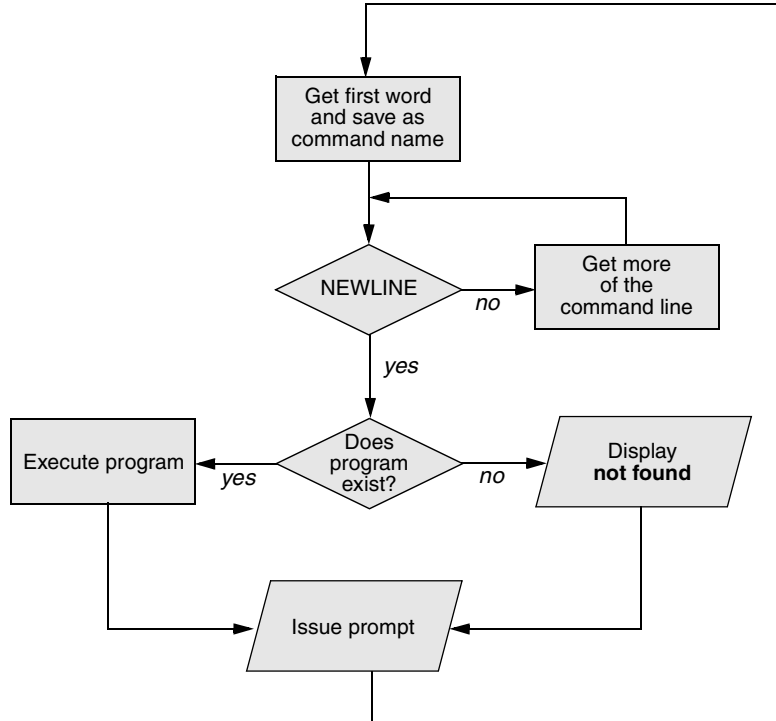 Get first word
and save as
command name
NEWLINE
no
Get more
of the
command line
yes
Does
program
exist?
yes
Execute program
no
Display
not found
Issue prompt